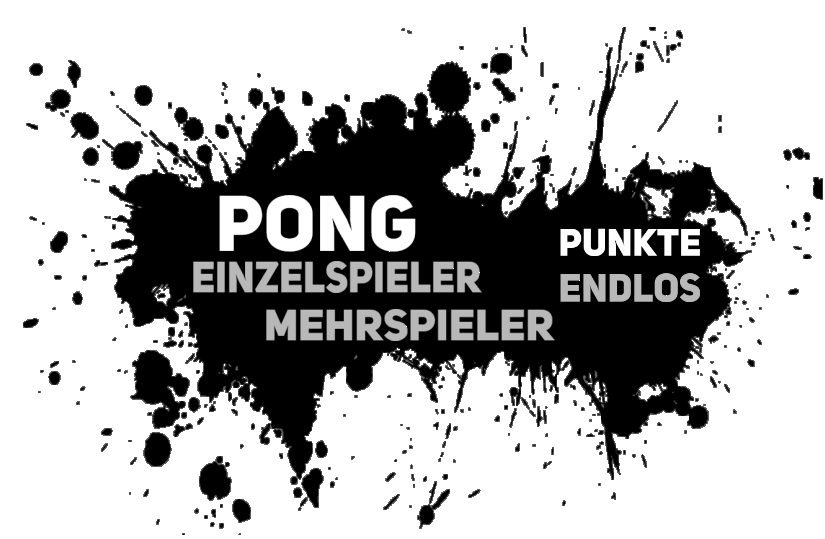 PONG
EINZELSPIELER
MEHRSPIELER
PUNKTE
ENDLOS